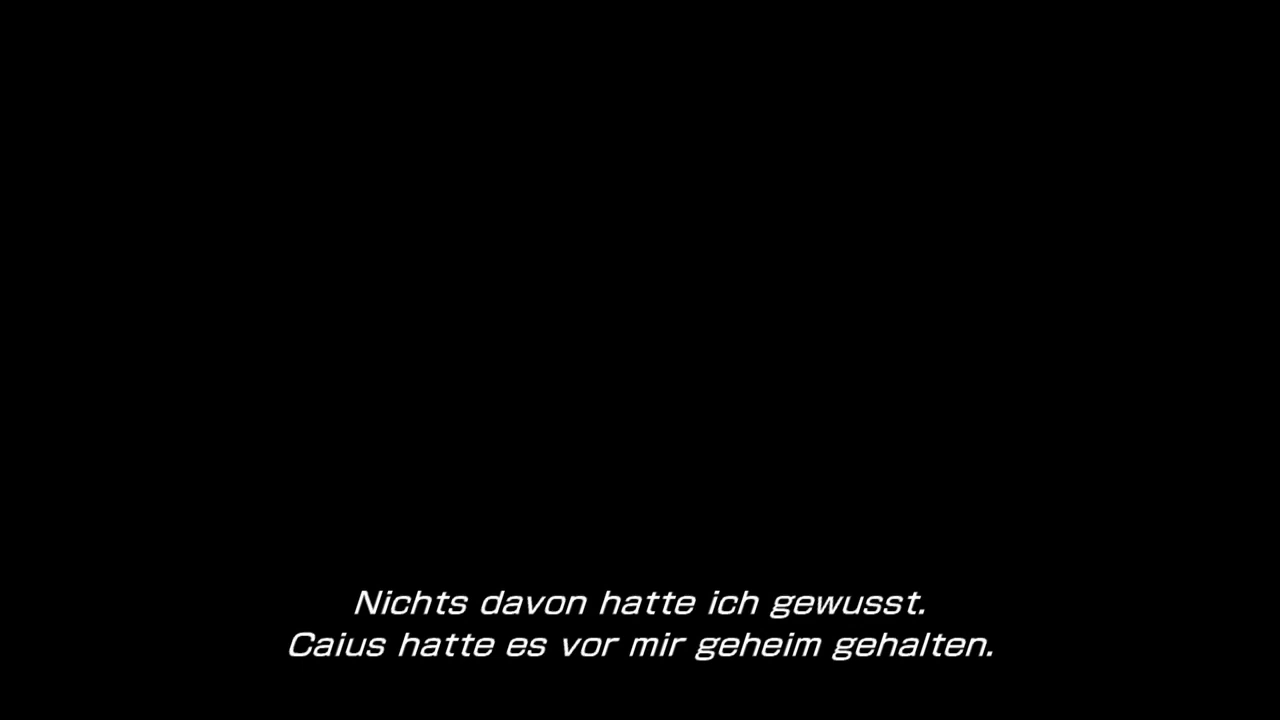 Nichts davon hatte ich gewusst.
Caius hatte es vor mir geheim gehalten.